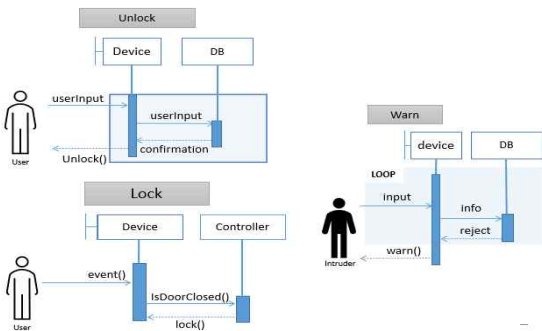 Unlock
Device
DB
userInput
userInput
confirmation
Unlock()
User
Lock
Device
Controller
event()
IsDoorClosed()
lock()
User
Warn
device
DB
LOOP
input
info
reject
warn()
Intruder